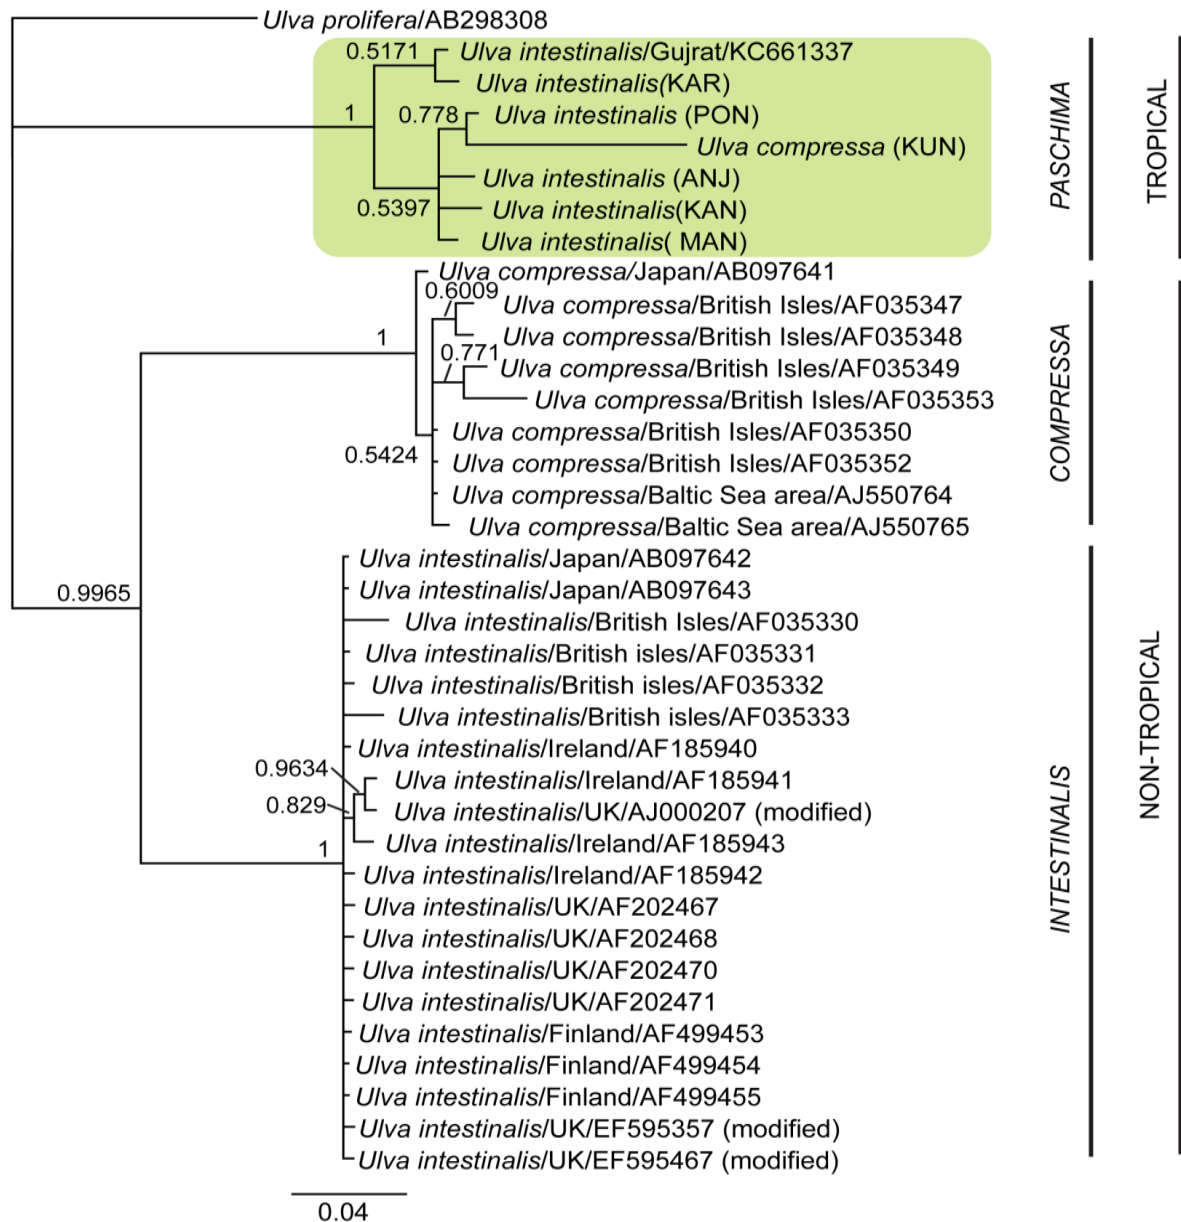 Ulva prolifera/AB298308
0.5171
Ulva intestinalis/Gujrat/KC661337
Ulva intestinalis(KAR)
1
0.778
Ulva intestinalis (PON)
Ulva compressa (KUN)
Ulva intestinalis (ANJ)
0.5397
Ulva intestinalis(KAN)
Ulva intestinalis( MAN)
PASCHIMA
TROPICAL
Ulva compressa/Japan/AB097641
0.6009
Ulva compressa/British Isles/AF035347
1
Ulva compressa/British Isles/AF035348
0.771
Ulva compressa/British Isles/AF035349
Ulva compressa/British Isles/AF035353
Ulva compressa/British Isles/AF035350
0.5424
Ulva compressa/British Isles/AF035352
Ulva compressa/Baltic Sea area/AJ550764
Ulva compressa/Baltic Sea area/AJ550765
COMPRESSA
Ulva intestinalis/Japan/AB097642
0.9965
Ulva intestinalis/Japan/AB097643
Ulva intestinalis/British Isles/AF035330
Ulva intestinalis/British isles/AF035331
Ulva intestinalis/British isles/AF035332
Ulva intestinalis/British isles/AF035333
Ulva intestinalis/Ireland/AF185940
0.9634
Ulva intestinalis/Ireland/AF185941
0.829
Ulva intestinalis/UK/AJ000207 (modified)
Ulva intestinalis/Ireland/AF185943
1
Ulva intestinalis/Ireland/AF185942
Ulva intestinalis/UK/AF202467
Ulva intestinalis/UK/AF202468
Ulva intestinalis/UK/AF202470
Ulva intestinalis/UK/AF202471
Ulva intestinalis/Finland/AF499453
Ulva intestinalis/Finland/AF499454
Ulva intestinalis/Finland/AF499455
Ulva intestinalis/UK/EF595357 (modified)
Ulva intestinalis/UK/EF595467 (modified)
INTESTINALIS
NON-TROPICAL
0.04